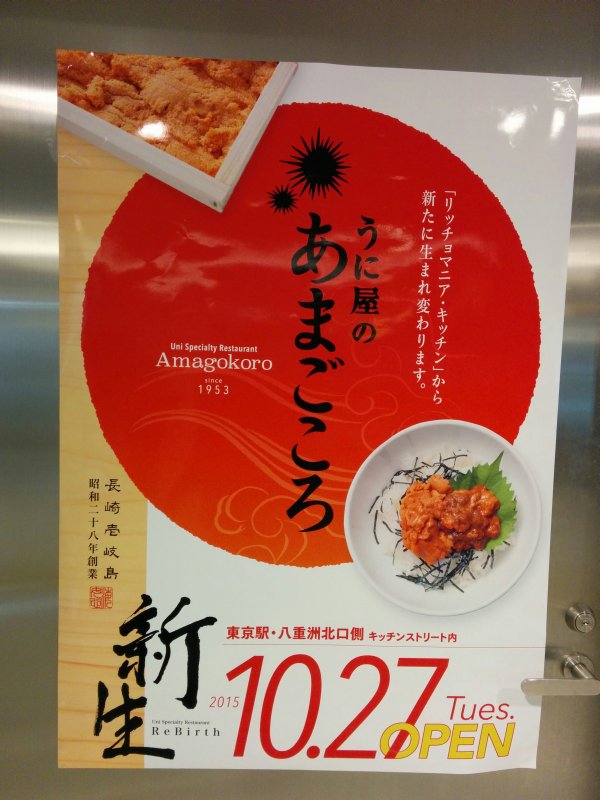 「リッチョマニア・キッチン」から
新たに生まれ変わります。
うに屋の
あまごころ
Uni Specialty Restaurant
Amagokoro
since
1953
長崎壱岐島
昭和二十八年創業
新生
Uni Specialty Restaurant
ReBirth
東京駅・八重洲北口側 キッチンストリート内
2015 10.27 Tues.
OPEN